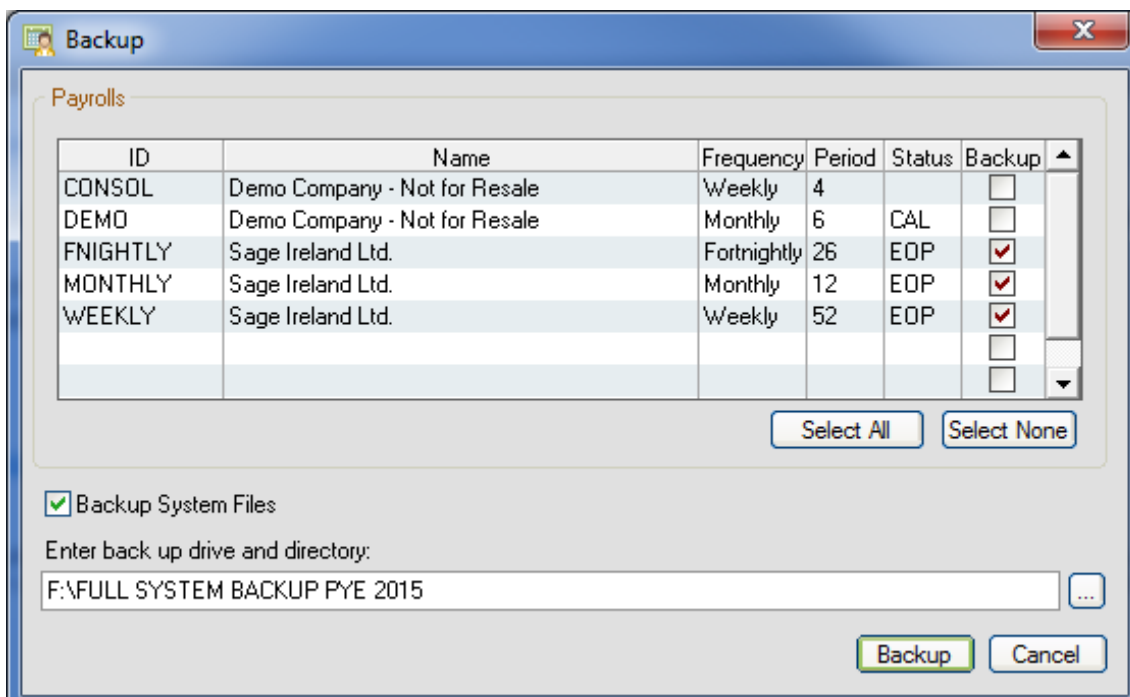 Backup
Payrolls
ID Name Frequency Period Status Backup
CONSOL Demo Company - Not for Resale Weekly 4
DEMO Demo Company - Not for Resale Monthly 6 CAL
FNIGHTLY Sage Ireland Ltd. Fortnightly 26 EOP
MONTHLY Sage Ireland Ltd. Monthly 12 EOP
WEEKLY Sage Ireland Ltd. Weekly 52 EOP
Select All Select None
Backup System Files
Enter back up drive and directory:
F:\FULL SYSTEM BACKUP PYE 2015 ...
Backup Cancel